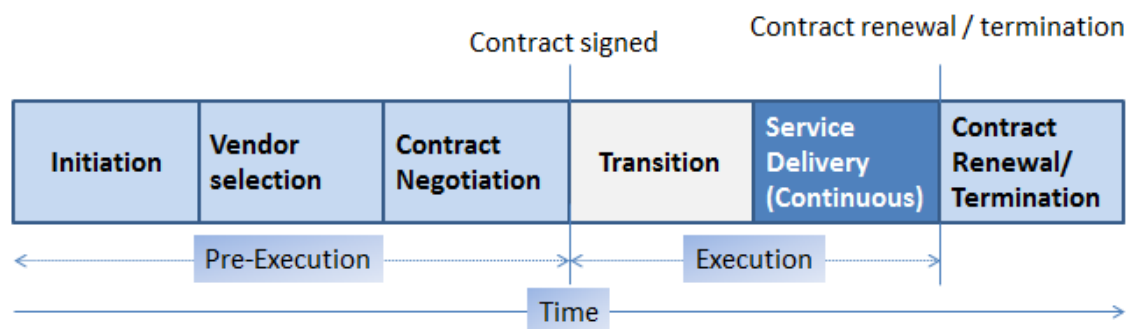 Contract signed
Contract renewal / termination
Initiation
Vendor
selection
Contract
Negotiation
Transition
Service
Delivery
(Continuous)
Contract
Renewal/
Termination
Pre-Execution
Execution
Time